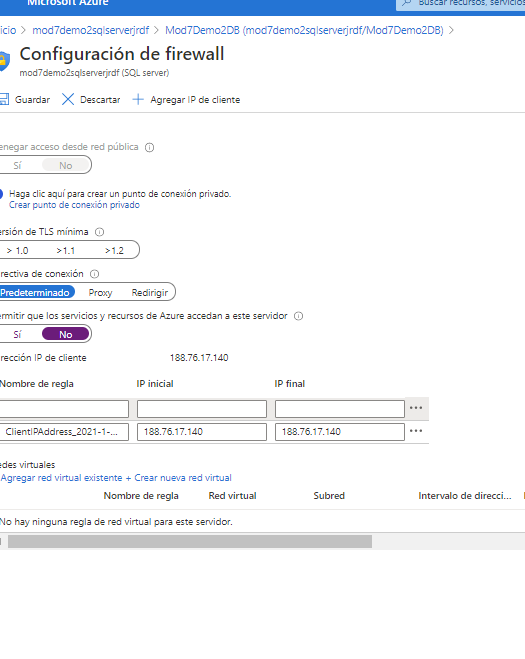 Microsoft Azure
Buscar recursos, servicios
icio > mod7demo2sqlserverjrdf > Mod7Demo2DB (mod7demo2sqlserverjrdf/Mod7Demo2DB) >
Configuración de firewall
mod7demo2sqlserverjrdf (SQL server)
Guardar Descartar Agregar IP de cliente
enegar acceso desde red pública
Sí No
Haga clic aquí para crear un punto de conexión privado.
Crear punto de conexión privado
ersión de TLS mínima
> 1.0 >1.1 >1.2
rectiva de conexión
Predeterminado Proxy Redirigir
ermitir que los servicios y recursos de Azure accedan a este servidor
Sí No
rección IP de cliente 188.76.17.140
Nombre de regla IP inicial IP final
...
ClientIPAddress_2021-1-... 188.76.17.140 188.76.17.140 ...
edes virtuales
Agregar red virtual existente + Crear nueva red virtual
Nombre de regla Red virtual Subred Intervalo de direcci...
No hay ninguna regla de red virtual para este servidor.